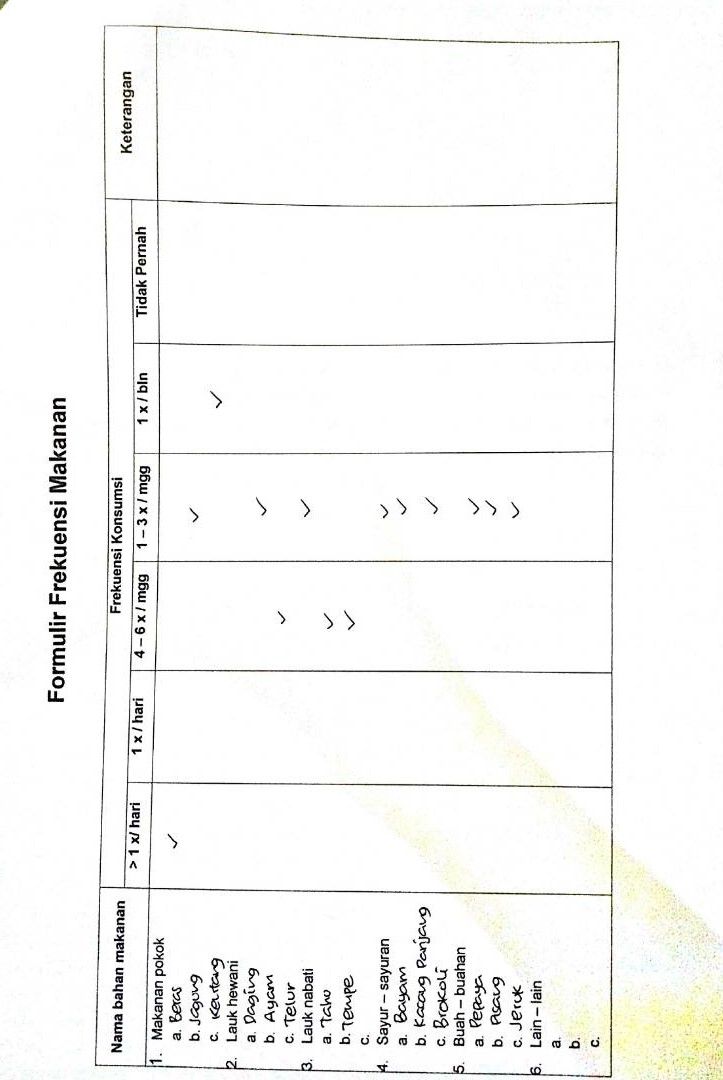 Formulir Frekuensi Makanan
Nama bahan makanan Frekuensi Konsumsi Keterangan
> 1 x/ hari 1 x / hari 4 – 6 x / mgg 1 – 3 x / mgg 1 x / bln Tidak Pernah
1. Makanan pokok
a. Beras ✓
b. Jagung ✓
c. Kentang ✓
2. Lauk hewani
a. Daging ✓
b. Ayam ✓
c. Telur ✓
3. Lauk nabati
a. Tahu ✓
b. Tempe ✓
c.
4. Sayur – sayuran
a. Bayam ✓
b. Kacang Panjang ✓
c. Brokoli ✓
5. Buah – buahan
a. Pepaya ✓
b. Pisang ✓
c. Jeruk ✓
6. Lain – lain
a.
b.
c.